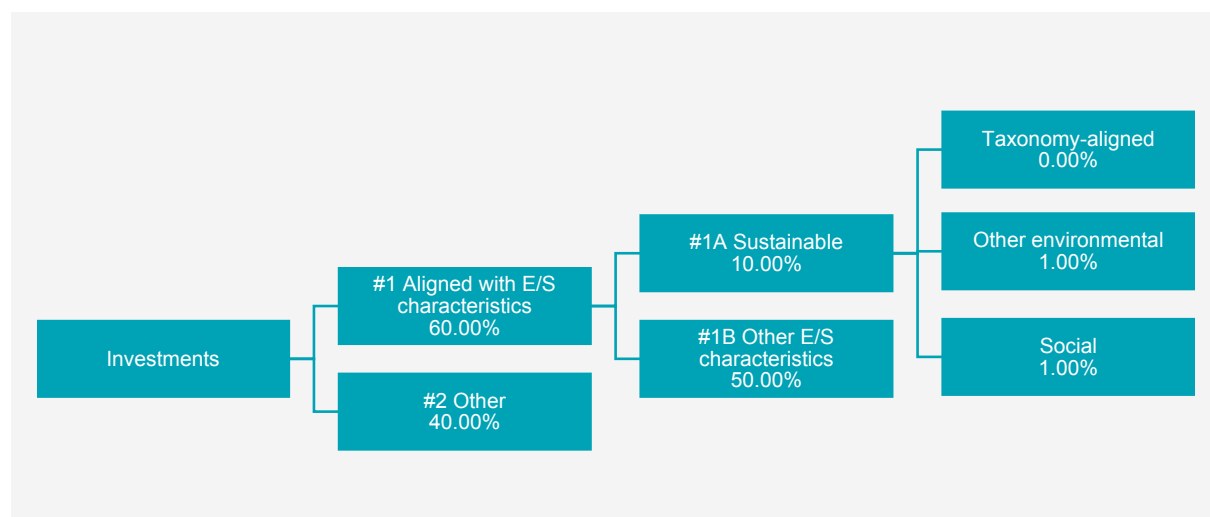 Investments
#1 Aligned with E/S
characteristics
60.00%
#2 Other
40.00%
#1A Sustainable
10.00%
#1B Other E/S
characteristics
50.00%
Taxonomy-aligned
0.00%
Other environmental
1.00%
Social
1.00%